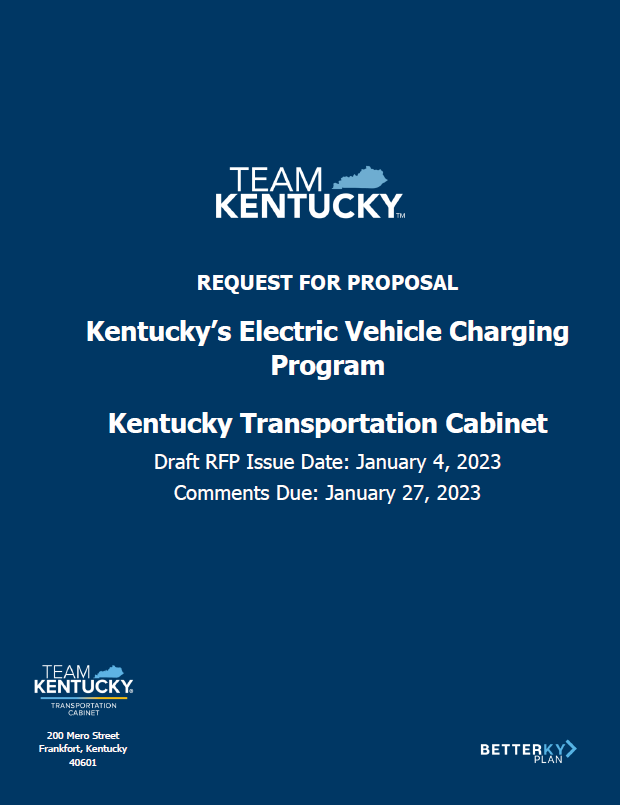 TEAM
KENTUCKY™
REQUEST FOR PROPOSAL
Kentucky’s Electric Vehicle Charging
Program
Kentucky Transportation Cabinet
Draft RFP Issue Date: January 4, 2023
Comments Due: January 27, 2023
TEAM
KENTUCKY®
TRANSPORTATION
CABINET
200 Mero Street
Frankfort, Kentucky
40601
BETTERKY
PLAN